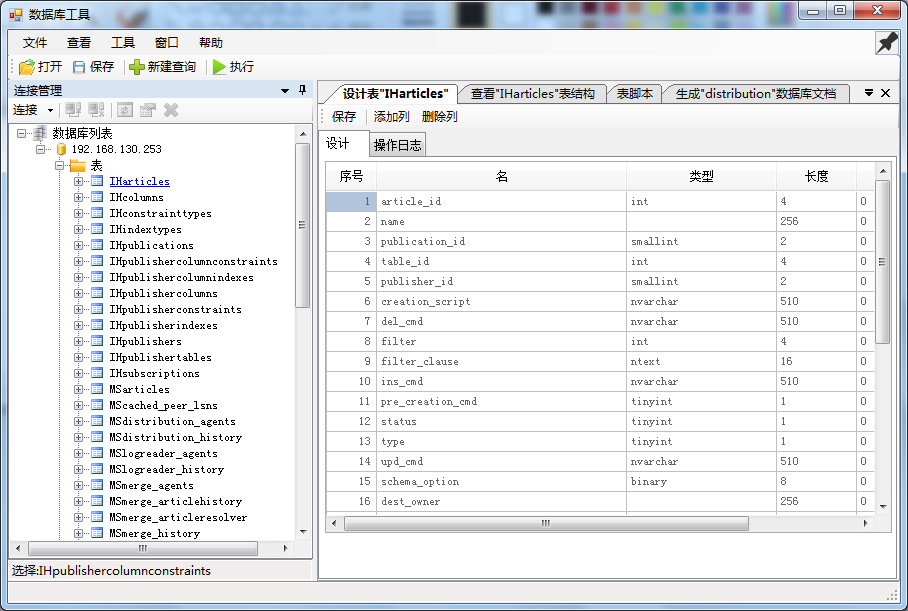 数据库工具
文件 查看 工具 窗口 帮助
打开 保存 新建查询 执行
连接管理
连接
数据库列表
192.168.130.253
表
IHarticles
IHcolumns
IHconstrainttypes
IHindextypes
IHpublications
IHpublishercolumnconstraints
IHpublishercolumnindexes
IHpublishercolumns
IHpublisherconstraints
IHpublisherindexes
IHpublishers
IHpublishertables
IHsubscriptions
MSarticles
MScached_peer_lsns
MSdistribution_agents
MSdistribution_history
MSlogreader_agents
MSlogreader_history
MSmerge_agents
MSmerge_articlehistory
MSmerge_articleresolver
MSmerge_history
选择:IHpublishercolumnconstraints
设计表"IHarticles" 查看"IHarticles"表结构 表脚本 生成"distribution"数据库文档
保存 添加列 删除列
设计 操作日志
序号 名 类型 长度
1 article_id int 4 0
2 name 256 0
3 publication_id smallint 2 0
4 table_id int 4 0
5 publisher_id smallint 2 0
6 creation_script nvarchar 510 0
7 del_cmd nvarchar 510 0
8 filter int 4 0
9 filter_clause ntext 16 0
10 ins_cmd nvarchar 510 0
11 pre_creation_cmd tinyint 1 0
12 status tinyint 1 0
13 type tinyint 1 0
14 upd_cmd nvarchar 510 0
15 schema_option binary 8 0
16 dest_owner 256 0